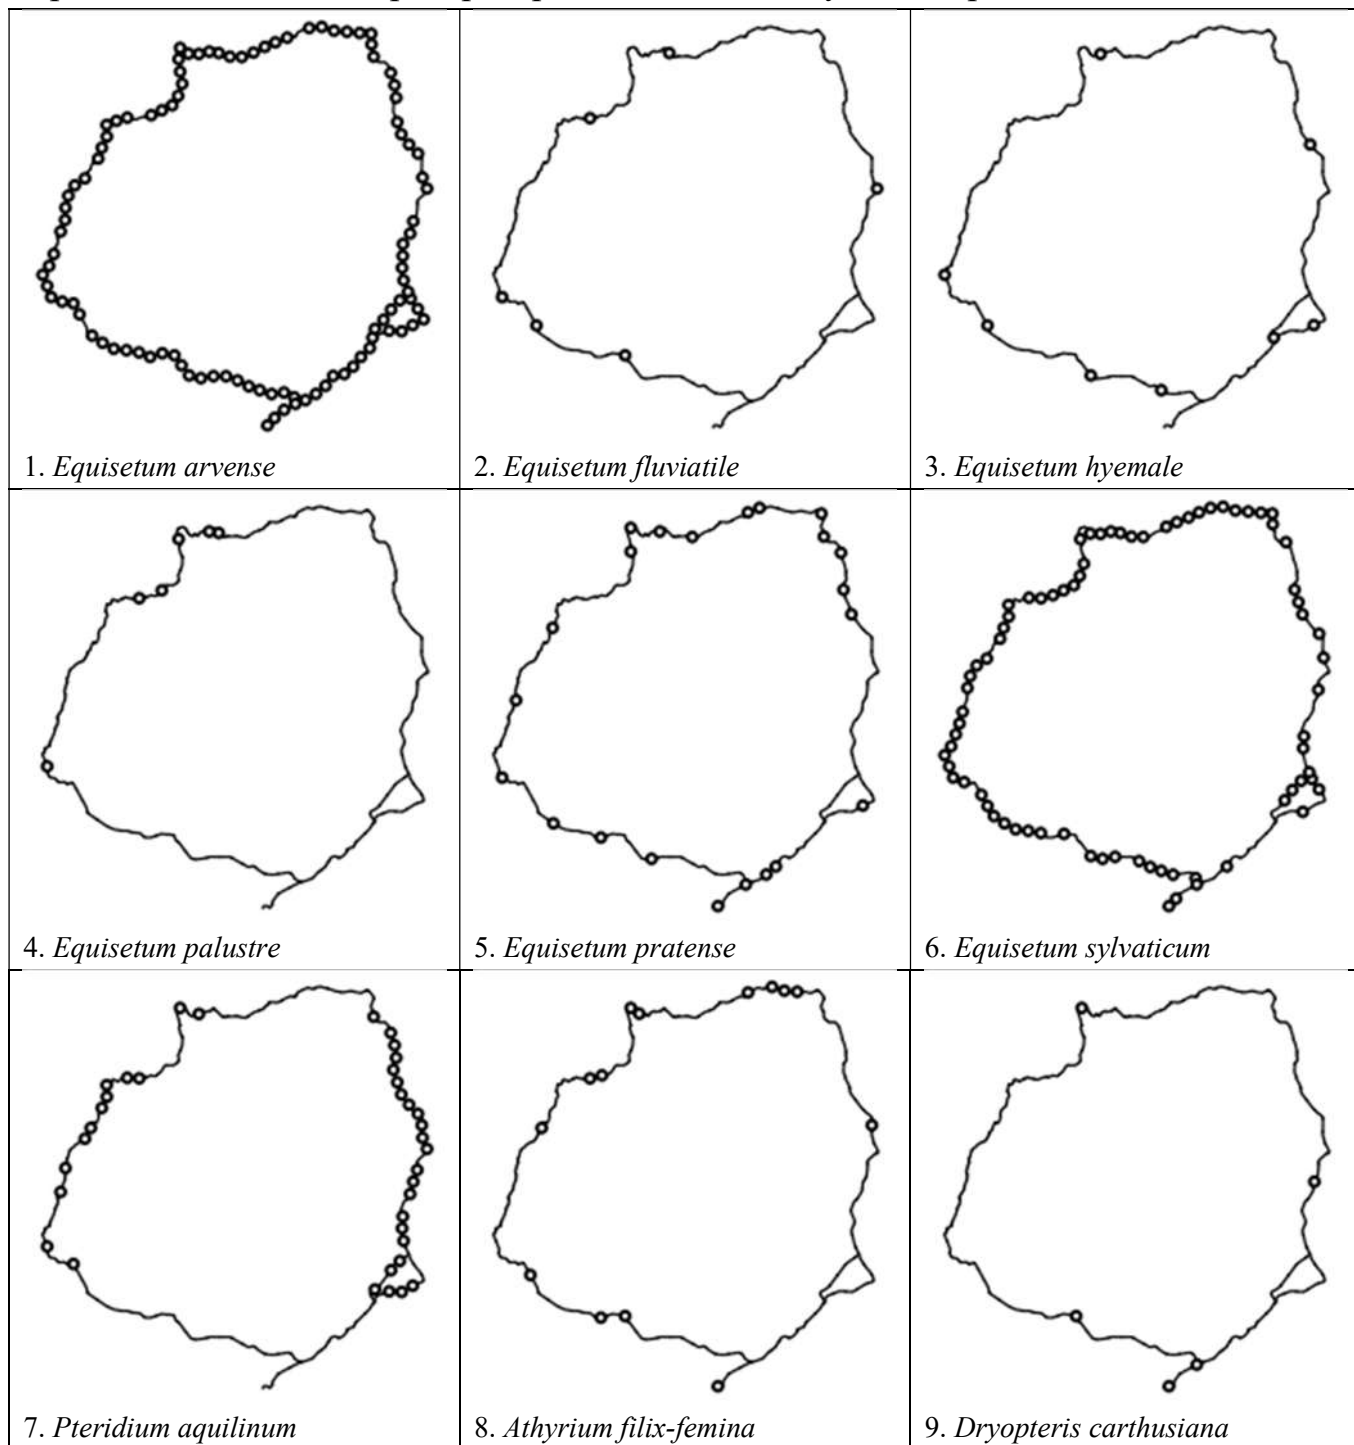 1. Equisetum arvense
2. Equisetum fluviatile
3. Equisetum hyemale
4. Equisetum palustre
5. Equisetum pratense
6. Equisetum sylvaticum
7. Pteridium aquilinum
8. Athyrium filix-femina
9. Dryopteris carthusiana